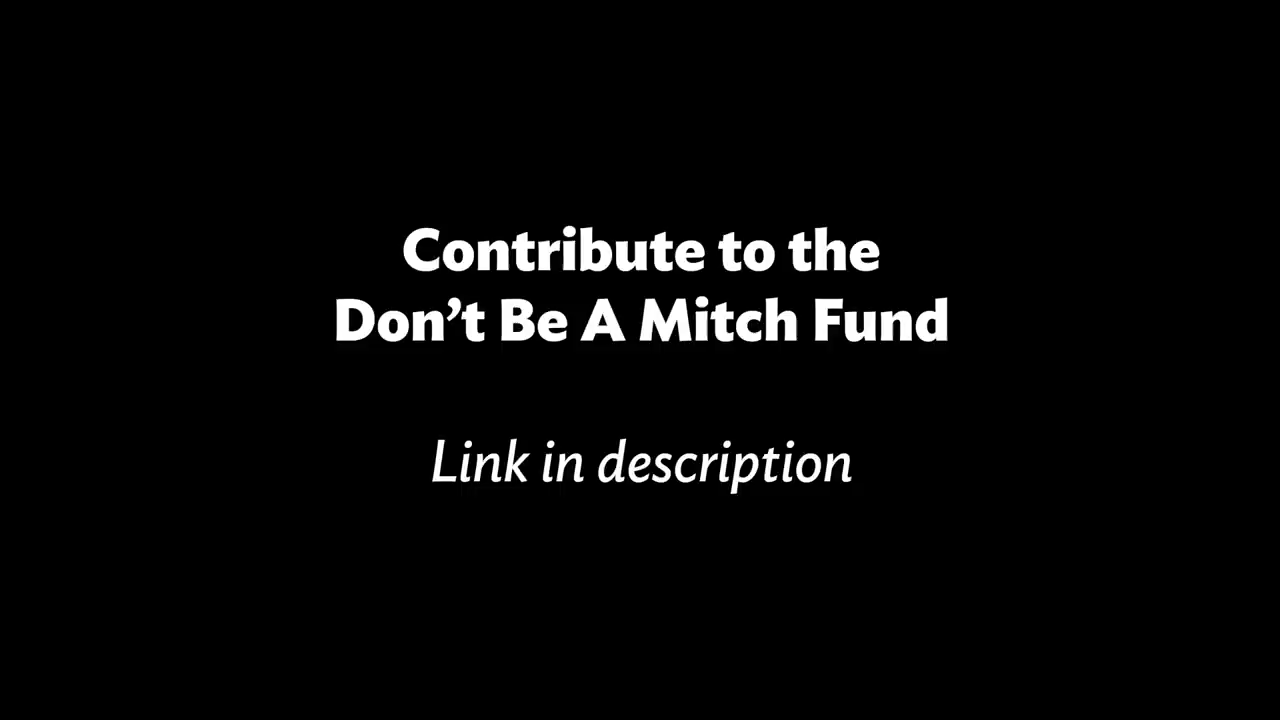 Contribute to the
Don’t Be A Mitch Fund
Link in description